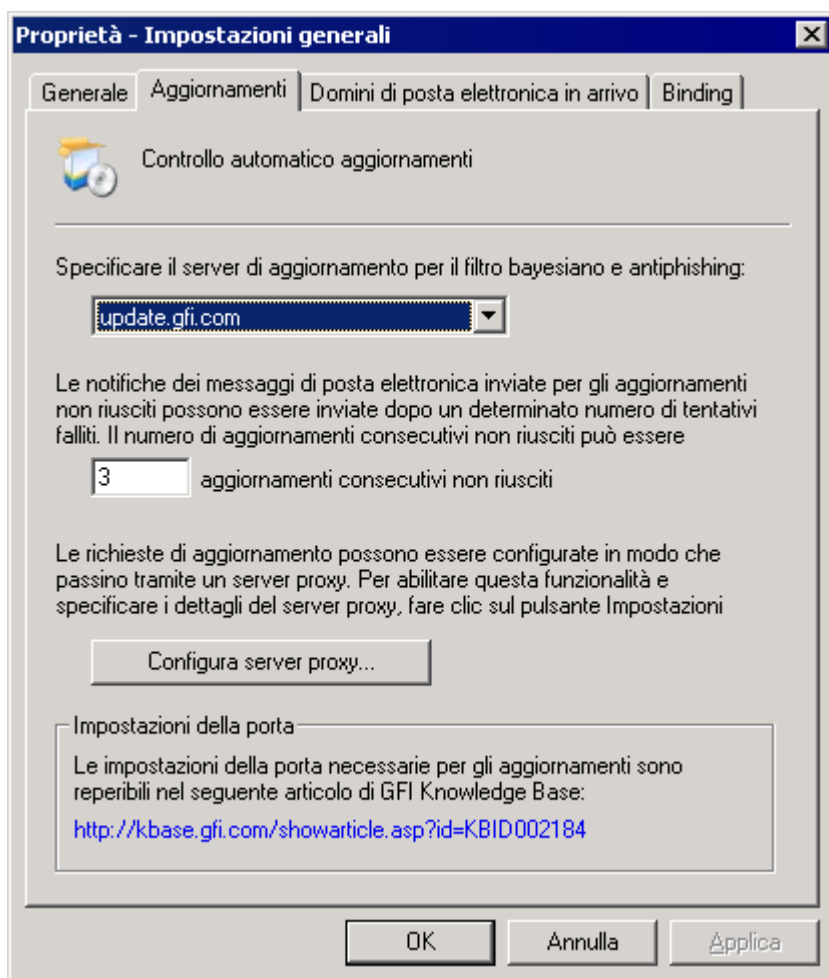 Proprietà - Impostazioni generali
Generale
Aggiornamenti
Domini di posta elettronica in arrivo
Binding
Controllo automatico aggiornamenti
Specificare il server di aggiornamento per il filtro bayesiano e antiphishing:
update.gfi.com
Le notifiche dei messaggi di posta elettronica inviate per gli aggiornamenti
non riusciti possono essere inviate dopo un determinato numero di tentativi
falliti. Il numero di aggiornamenti consecutivi non riusciti può essere
3 aggiornamenti consecutivi non riusciti
Le richieste di aggiornamento possono essere configurate in modo che
passino tramite un server proxy. Per abilitare questa funzionalità e
specificare i dettagli del server proxy, fare clic sul pulsante Impostazioni
Configura server proxy...
Impostazioni della porta
Le impostazioni della porta necessarie per gli aggiornamenti sono
reperibili nel seguente articolo di GFI Knowledge Base:
http://kbase.gfi.com/showarticle.asp?id=KBID002184
OK
Annulla
Applica